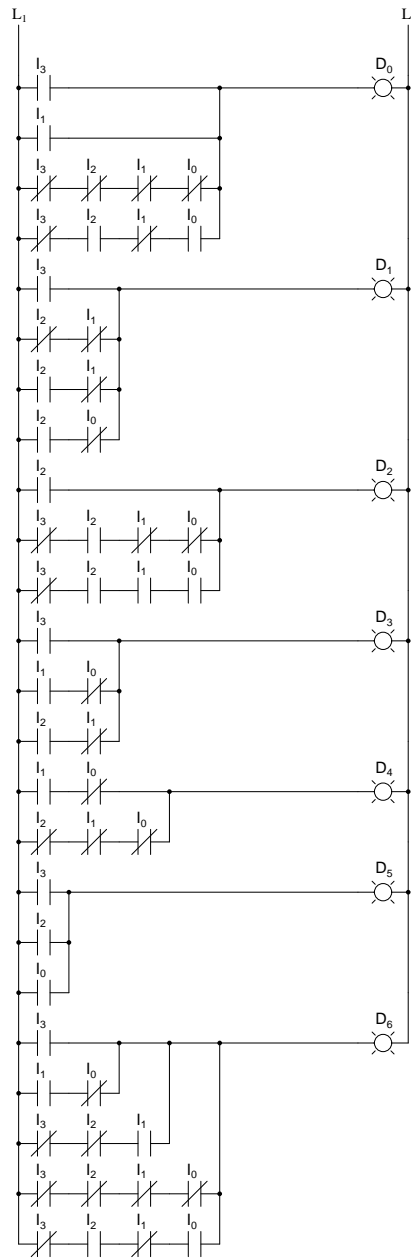 L₁ L
I₃ D₀
I₁
I₃ I₂ I₁ I₀
I₃ I₂ I₁ I₀
I₃ D₁
I₂ I₁
I₂ I₁
I₂ I₀
I₂ D₂
I₃ I₂ I₁ I₀
I₃ I₂ I₁ I₀
I₃ D₃
I₁ I₀
I₂ I₁
I₁ I₀ D₄
I₂ I₁ I₀
I₃ D₅
I₂
I₀
I₃ D₆
I₁ I₀
I₃ I₂ I₁
I₃ I₂ I₁ I₀
I₃ I₂ I₁ I₀